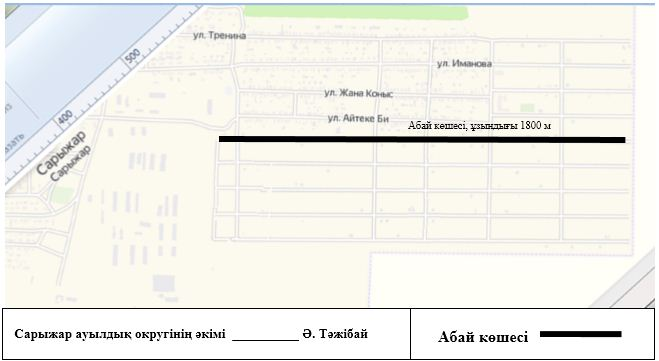 ул. Тренина
500
ул. Иманова
ул. Жана Коныс
400
ул. Айтеке Би
Абай көшесі, ұзындығы 1800 м
Сарыжар
Сарыжар
Сарыжар ауылдық округінің әкімі __________ Ә. Тәжібай
Абай көшесі